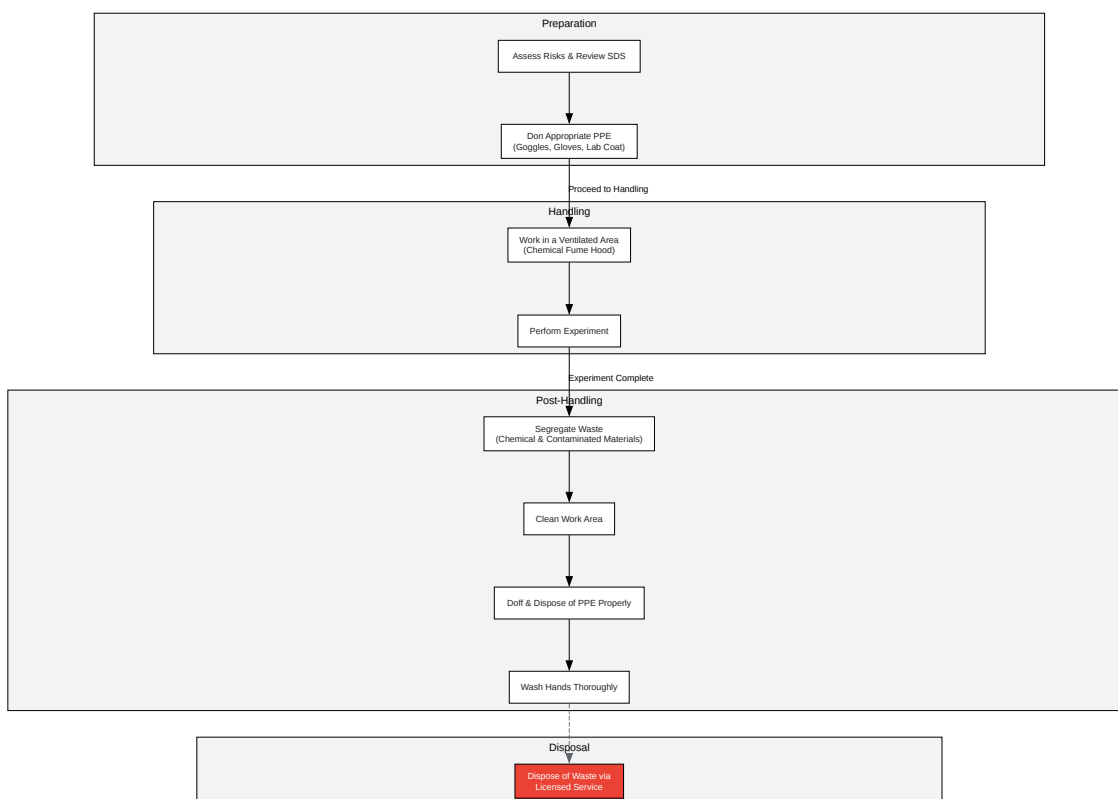 Preparation
Assess Risks & Review SDS
Don Appropriate PPE
(Goggles, Gloves, Lab Coat)
Proceed to Handling
Handling
Work in a Ventilated Area
(Chemical Fume Hood)
Perform Experiment
Experiment Complete
Post-Handling
Segregate Waste
(Chemical & Contaminated Materials)
Clean Work Area
Doff & Dispose of PPE Properly
Wash Hands Thoroughly
Disposal
Dispose of Waste via
Licensed Service